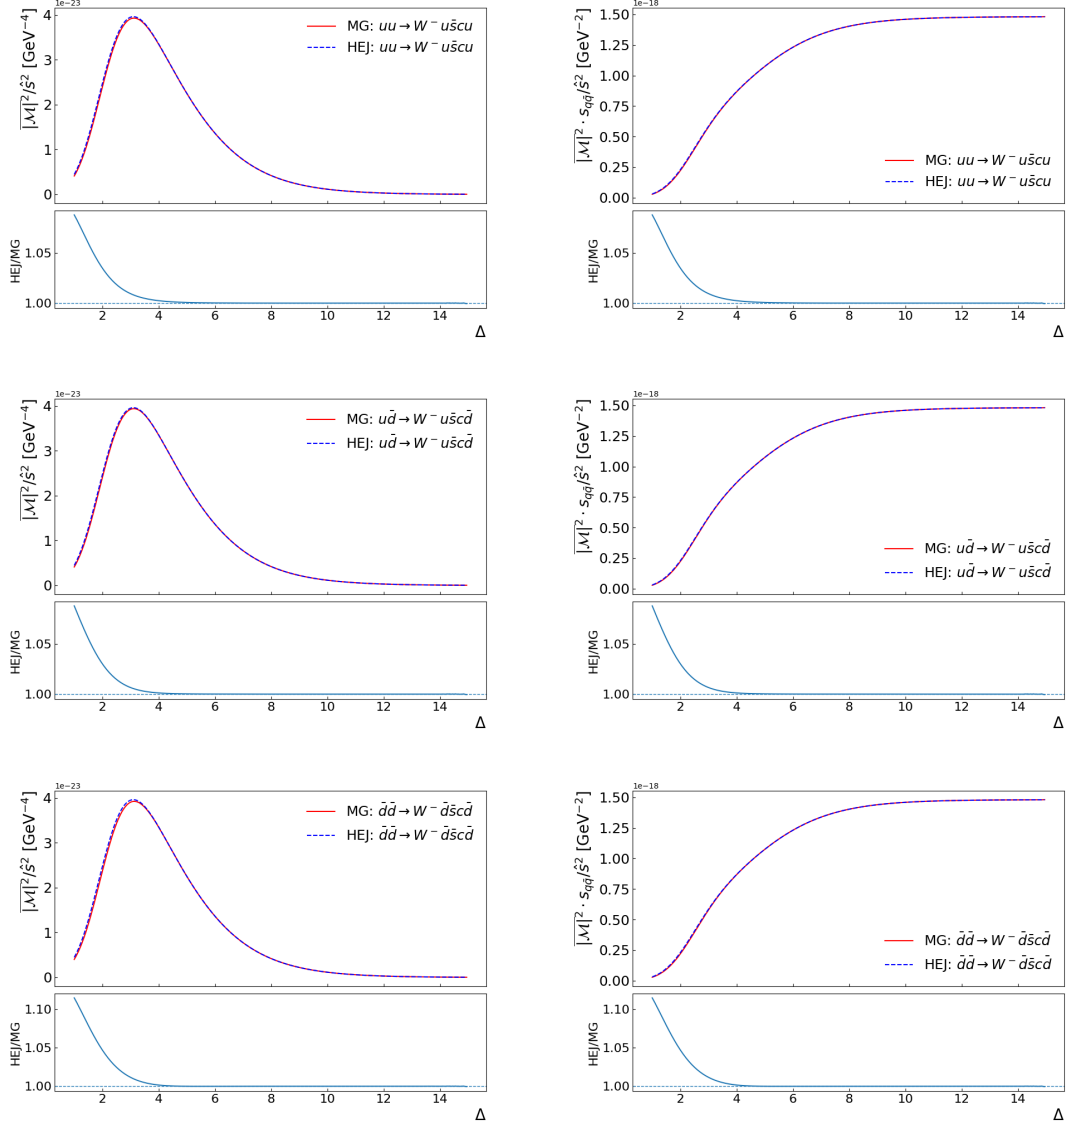 1e−23
|M|²/ŝ² [GeV⁻⁴]
4
3
2
1
0
MG: uu → W⁻us̄cu
HEJ: uu → W⁻us̄cu
HEJ/MG
1.05
1.00
2 4 6 8 10 12 14
Δ
1e−18
|M|² · s_qq̄/ŝ² [GeV⁻²]
1.50
1.25
1.00
0.75
0.50
0.25
0.00
MG: uu → W⁻us̄cu
HEJ: uu → W⁻us̄cu
HEJ/MG
1.05
1.00
2 4 6 8 10 12 14
Δ
1e−23
|M|²/ŝ² [GeV⁻⁴]
4
3
2
1
0
MG: ud̄ → W⁻us̄cd̄
HEJ: ud̄ → W⁻us̄cd̄
HEJ/MG
1.05
1.00
2 4 6 8 10 12 14
Δ
1e−18
|M|² · s_qq̄/ŝ² [GeV⁻²]
1.50
1.25
1.00
0.75
0.50
0.25
0.00
MG: ud̄ → W⁻us̄cd̄
HEJ: ud̄ → W⁻us̄cd̄
HEJ/MG
1.05
1.00
2 4 6 8 10 12 14
Δ
1e−23
|M|²/ŝ² [GeV⁻⁴]
4
3
2
1
0
MG: d̄d̄ → W⁻d̄s̄cd̄
HEJ: d̄d̄ → W⁻d̄s̄cd̄
HEJ/MG
1.10
1.05
1.00
2 4 6 8 10 12 14
Δ
1e−18
|M|² · s_qq̄/ŝ² [GeV⁻²]
1.50
1.25
1.00
0.75
0.50
0.25
0.00
MG: d̄d̄ → W⁻d̄s̄cd̄
HEJ: d̄d̄ → W⁻d̄s̄cd̄
HEJ/MG
1.10
1.05
1.00
2 4 6 8 10 12 14
Δ